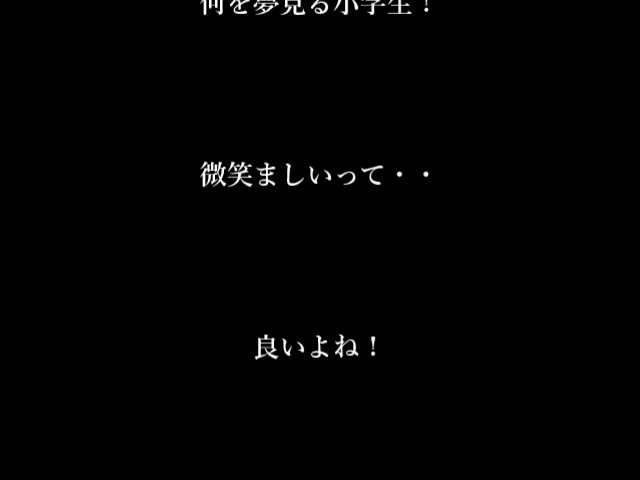 何を夢見る小学生！
微笑ましいって・・
良いよね！